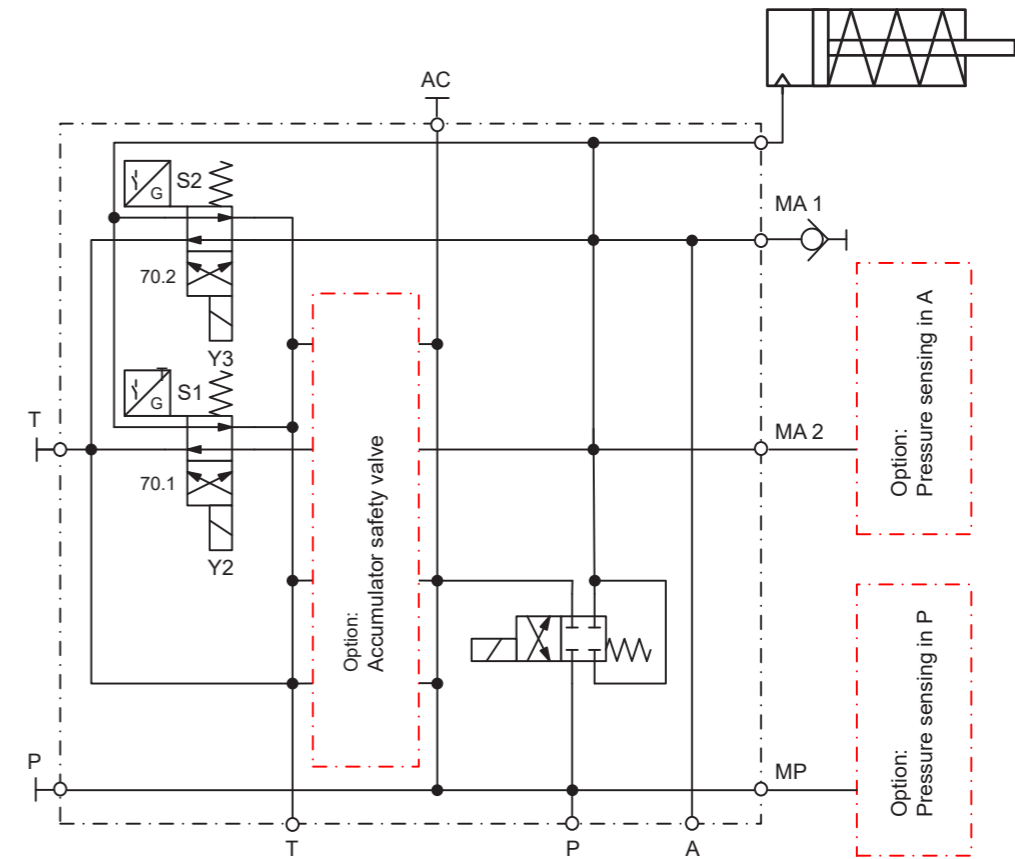 AC
S2
G
MA 1
70.2
Y3
Option:
Pressure sensing in A
T
S1
G
T
MA 2
70.1
Y2
Option:
Accumulator safety valve
Option:
Pressure sensing in P
P
MP
T
P
A